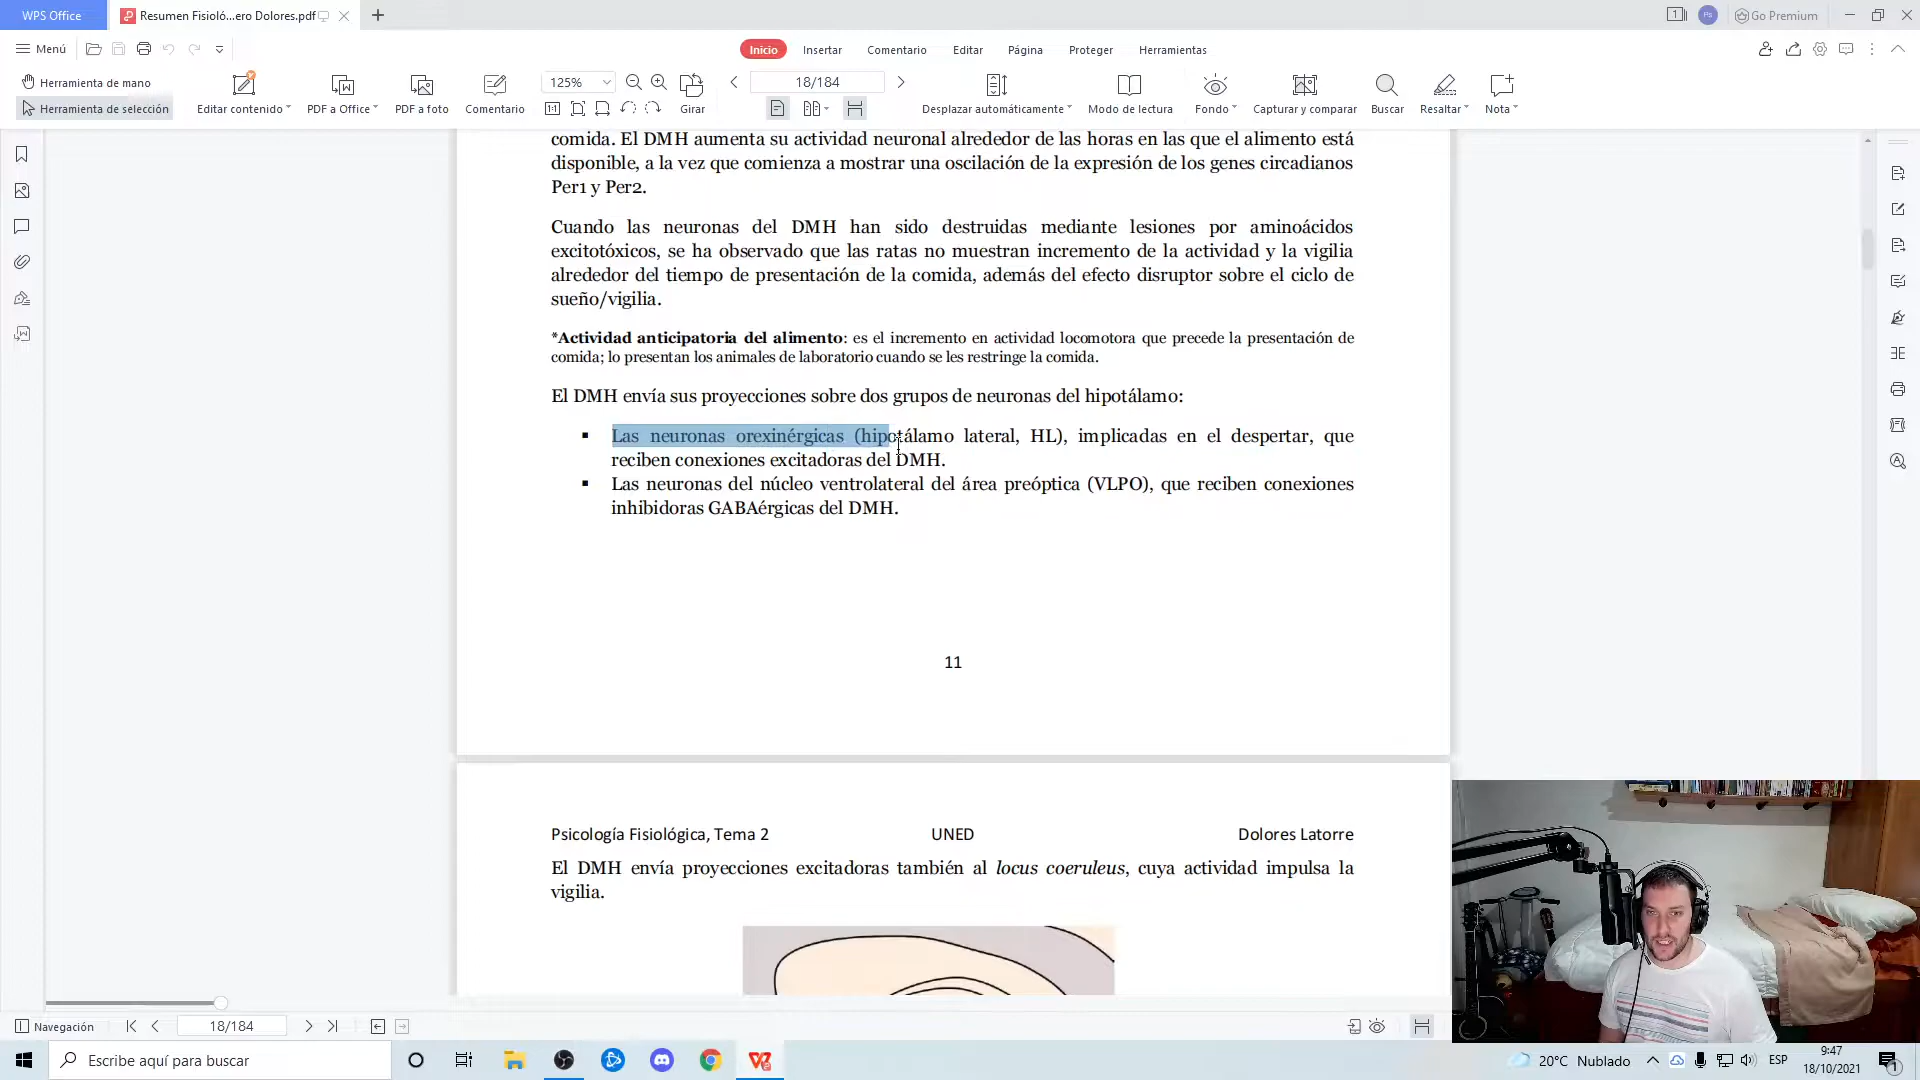 WPS Office
Resumen Fisioló...ero Dolores.pdf
1
Go Premium
Menú
Inicio
Insertar
Comentario
Editar
Página
Proteger
Herramientas
Herramienta de mano
Herramienta de selección
Editar contenido
PDF a Office
PDF a foto
Comentario
125%
Girar
18/184
Desplazar automáticamente
Modo de lectura
Fondo
Capturar y comparar
Buscar
Resaltar
Nota
comida. El DMH aumenta su actividad neuronal alrededor de las horas en las que el alimento está
disponible, a la vez que comienza a mostrar una oscilación de la expresión de los genes circadianos
Per1 y Per2.
Cuando las neuronas del DMH han sido destruidas mediante lesiones por aminoácidos
excitotóxicos, se ha observado que las ratas no muestran incremento de la actividad y la vigilia
alrededor del tiempo de presentación de la comida, además del efecto disruptor sobre el ciclo de
sueño/vigilia.
*Actividad anticipatoria del alimento: es el incremento en actividad locomotora que precede la presentación de
comida; lo presentan los animales de laboratorio cuando se les restringe la comida.
El DMH envía sus proyecciones sobre dos grupos de neuronas del hipotálamo:
▪ Las neuronas orexinérgicas (hipotálamo lateral, HL), implicadas en el despertar, que
reciben conexiones excitadoras del DMH.
▪ Las neuronas del núcleo ventrolateral del área preóptica (VLPO), que reciben conexiones
inhibidoras GABAérgicas del DMH.
11
Psicología Fisiológica, Tema 2 UNED Dolores Latorre
El DMH envía proyecciones excitadoras también al locus coeruleus, cuya actividad impulsa la
vigilia.
Navegación
18/184
Escribe aquí para buscar
20°C Nublado
ESP
9:47
18/10/2021
1